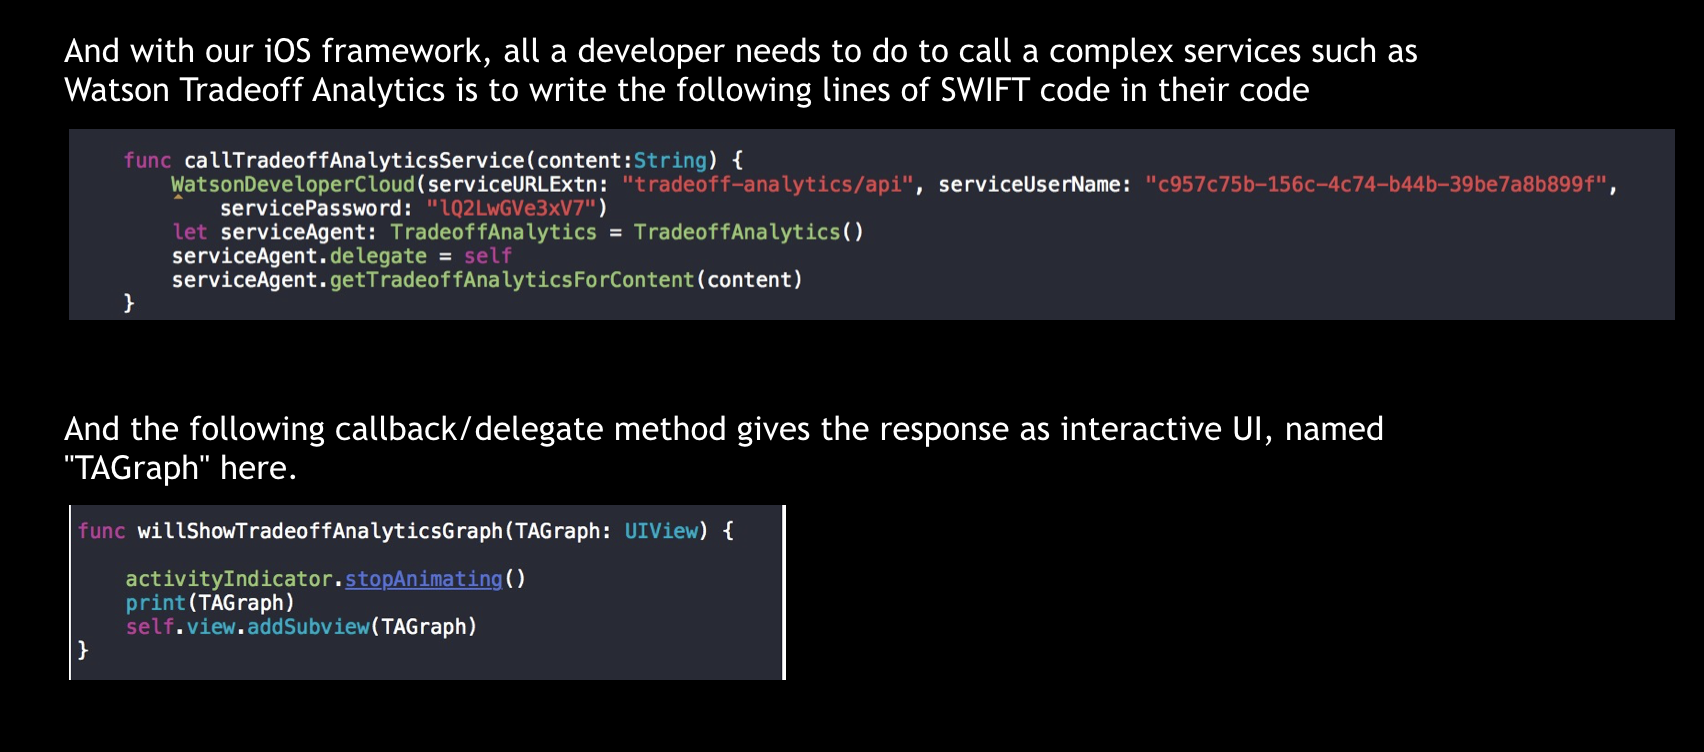 And with our iOS framework, all a developer needs to do to call a complex services such as
Watson Tradeoff Analytics is to write the following lines of SWIFT code in their code
func callTradeoffAnalyticsService(content:String) {
WatsonDeveloperCloud(serviceURLExtn: "tradeoff-analytics/api", serviceUserName: "c957c75b-156c-4c74-b44b-39be7a8b899f",
servicePassword: "lQ2LwGVe3xV7")
let serviceAgent: TradeoffAnalytics = TradeoffAnalytics()
serviceAgent.delegate = self
serviceAgent.getTradeoffAnalyticsForContent(content)
}
And the following callback/delegate method gives the response as interactive UI, named
"TAGraph" here.
func willShowTradeoffAnalyticsGraph(TAGraph: UIView) {
activityIndicator.stopAnimating()
print(TAGraph)
self.view.addSubview(TAGraph)
}